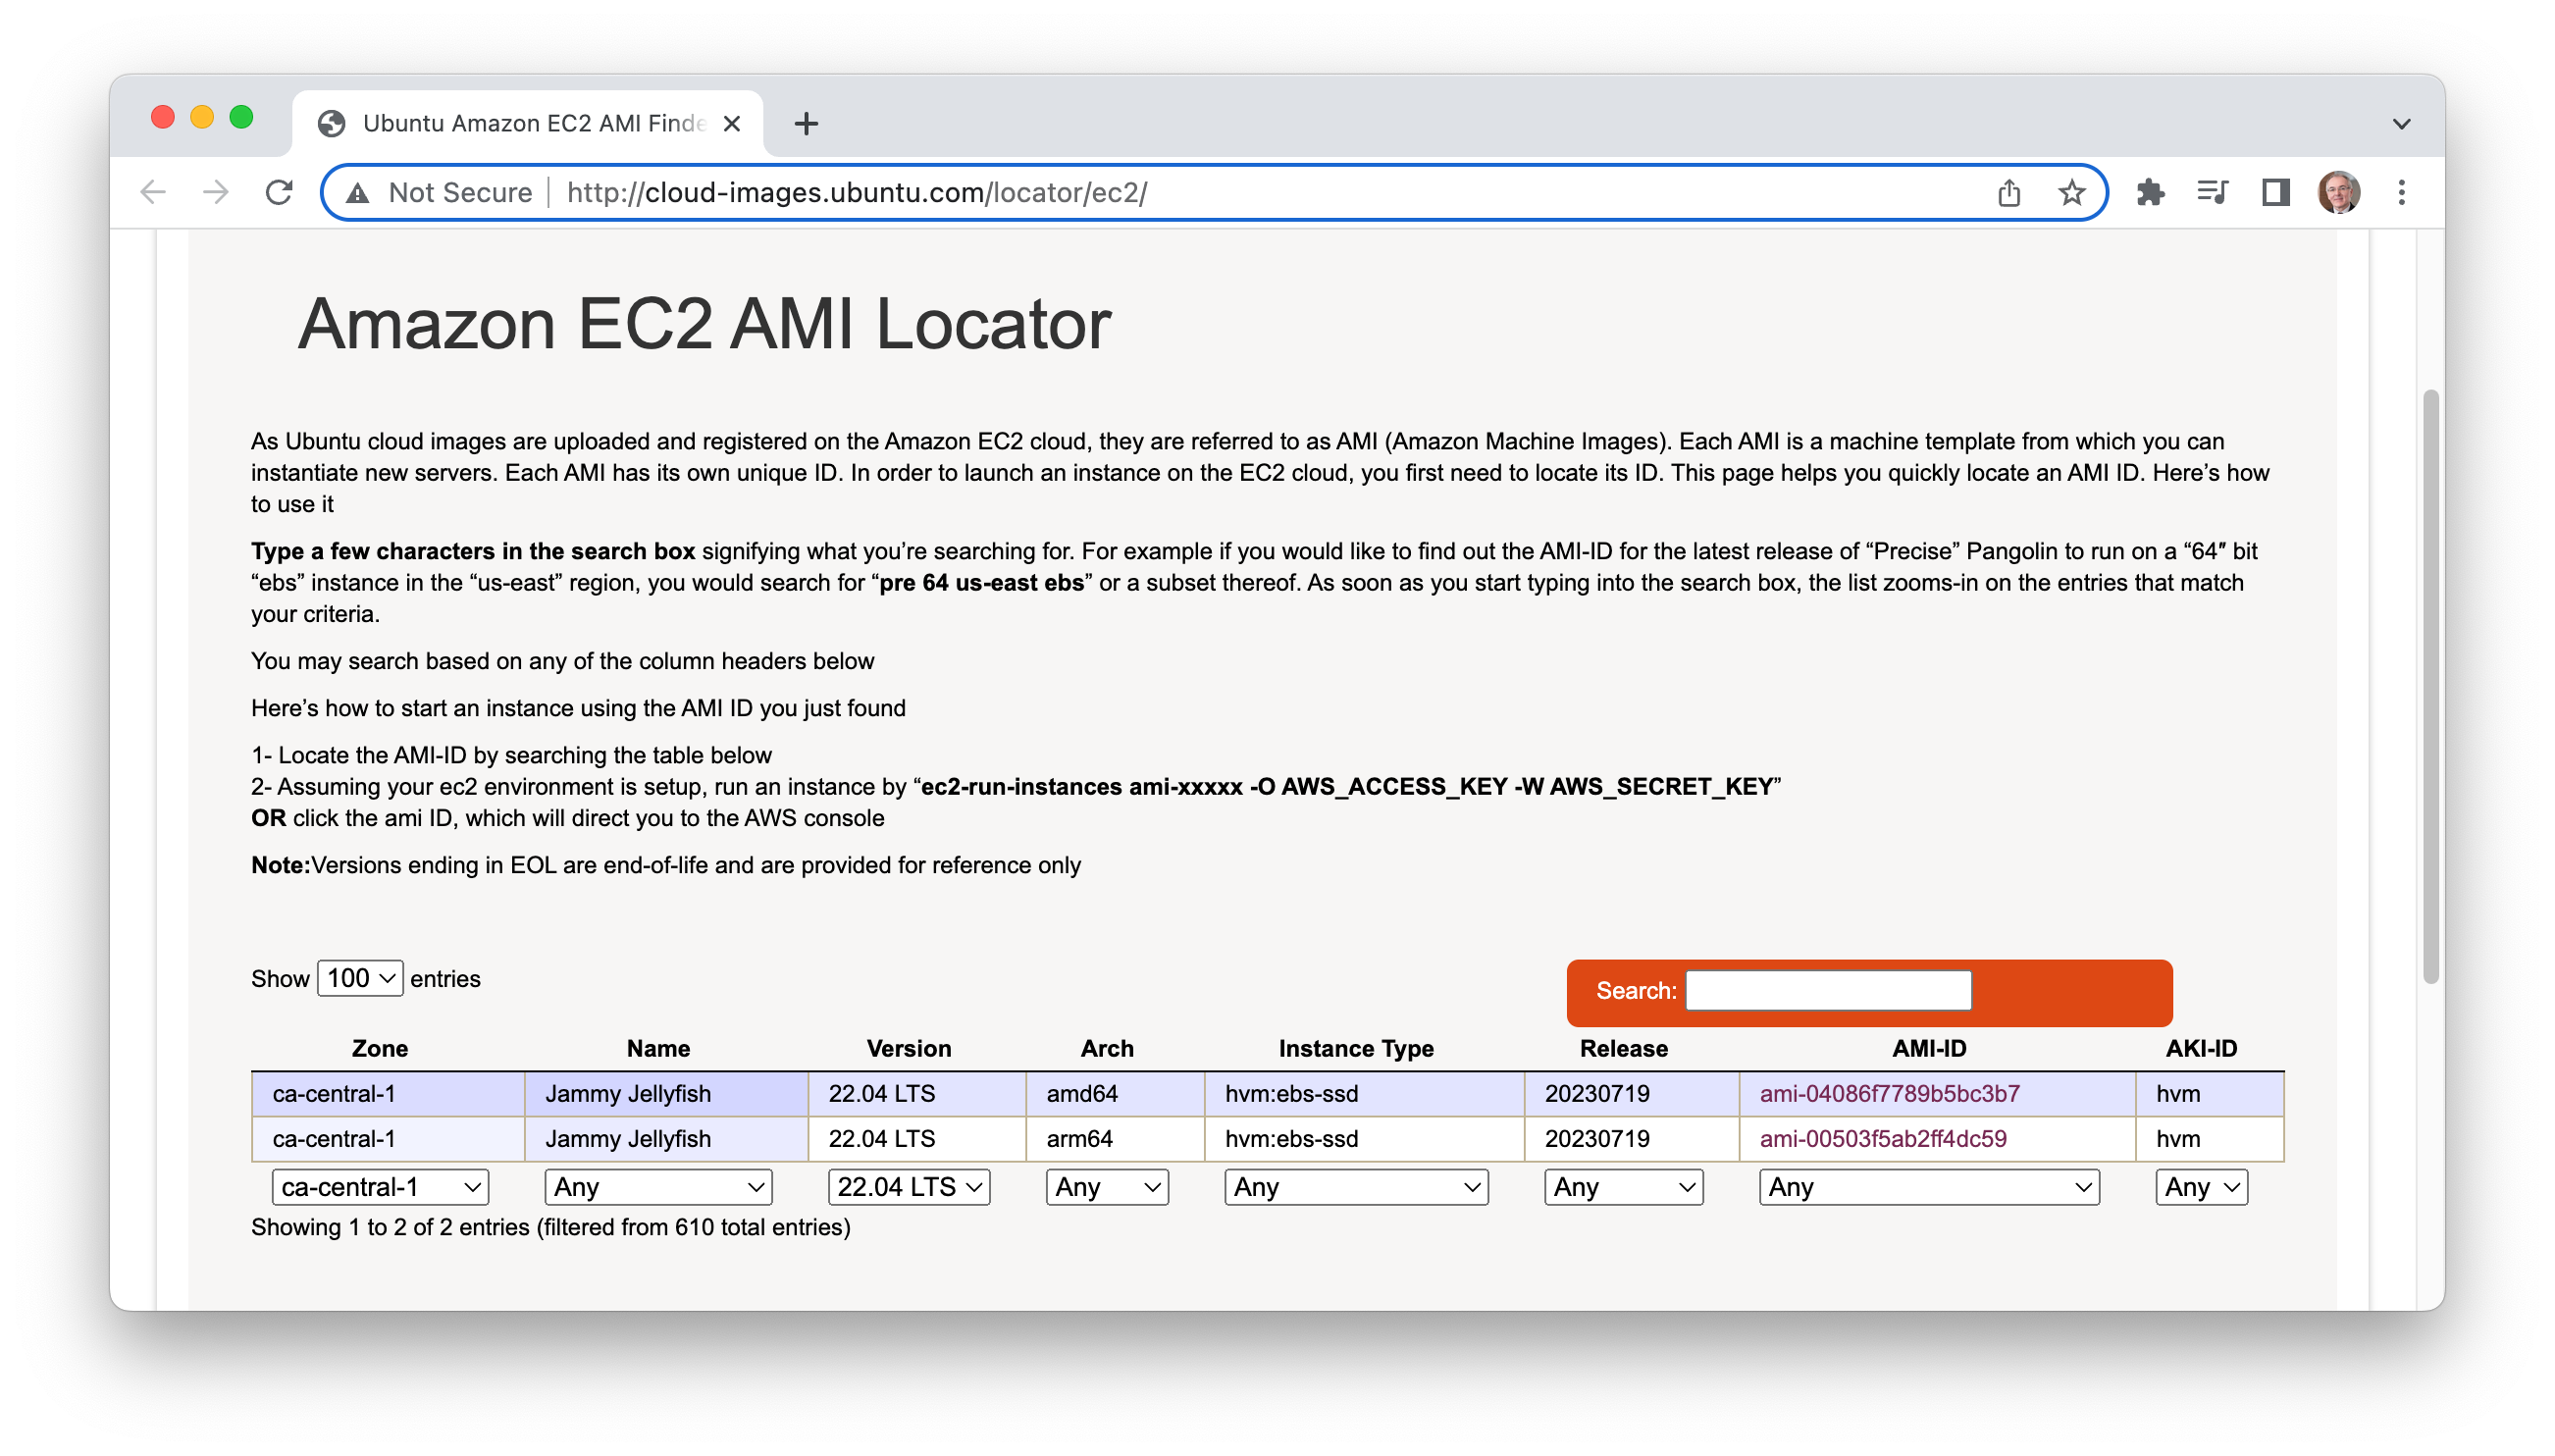 Ubuntu Amazon EC2 AMI Finde
Not Secure http://cloud-images.ubuntu.com/locator/ec2/
Amazon EC2 AMI Locator
As Ubuntu cloud images are uploaded and registered on the Amazon EC2 cloud, they are referred to as AMI (Amazon Machine Images). Each AMI is a machine template from which you can
instantiate new servers. Each AMI has its own unique ID. In order to launch an instance on the EC2 cloud, you first need to locate its ID. This page helps you quickly locate an AMI ID. Here’s how
to use it
Type a few characters in the search box signifying what you’re searching for. For example if you would like to find out the AMI-ID for the latest release of “Precise” Pangolin to run on a “64″ bit
“ebs” instance in the “us-east” region, you would search for “pre 64 us-east ebs” or a subset thereof. As soon as you start typing into the search box, the list zooms-in on the entries that match
your criteria.
You may search based on any of the column headers below
Here’s how to start an instance using the AMI ID you just found
1- Locate the AMI-ID by searching the table below
2- Assuming your ec2 environment is setup, run an instance by “ec2-run-instances ami-xxxxx -O AWS_ACCESS_KEY -W AWS_SECRET_KEY”
OR click the ami ID, which will direct you to the AWS console
Note:Versions ending in EOL are end-of-life and are provided for reference only
Show 100 entries
Search:
Zone Name Version Arch Instance Type Release AMI-ID AKI-ID
ca-central-1 Jammy Jellyfish 22.04 LTS amd64 hvm:ebs-ssd 20230719 ami-04086f7789b5bc3b7 hvm
ca-central-1 Jammy Jellyfish 22.04 LTS arm64 hvm:ebs-ssd 20230719 ami-00503f5ab2ff4dc59 hvm
ca-central-1 Any 22.04 LTS Any Any Any Any Any
Showing 1 to 2 of 2 entries (filtered from 610 total entries)